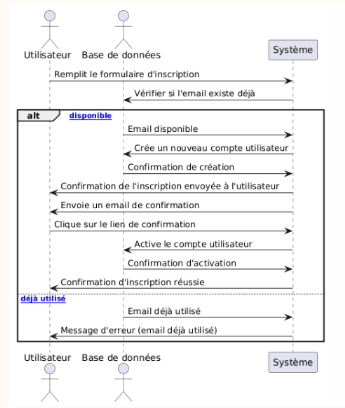 Utilisateur Base de données Système
Remplit le formulaire d'inscription
Vérifier si l'email existe déjà
alt disponible
Email disponible
Crée un nouveau compte utilisateur
Confirmation de création
Confirmation de l'inscription envoyée à l'utilisateur
Envoie un email de confirmation
Clique sur le lien de confirmation
Active le compte utilisateur
Confirmation d'activation
Confirmation d'inscription réussie
déjà utilisé
Email déjà utilisé
Message d'erreur (email déjà utilisé)
Utilisateur Base de données Système